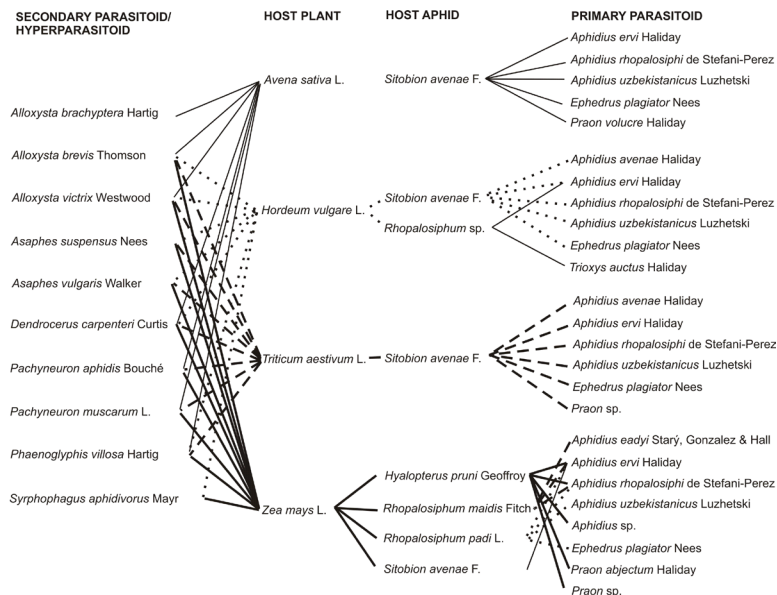 SECONDARY PARASITOID/
HYPERPARASITOID
HOST PLANT
HOST APHID
PRIMARY PARASITOID
Alloxysta brachyptera Hartig
Alloxysta brevis Thomson
Alloxysta victrix Westwood
Asaphes suspensus Nees
Asaphes vulgaris Walker
Dendrocerus carpenteri Curtis
Pachyneuron aphidis Bouché
Pachyneuron muscarum L.
Phaenoglyphis villosa Hartig
Syrphophagus aphidivorus Mayr
Avena sativa L.
Hordeum vulgare L.
Triticum aestivum L.
Zea mays L.
Sitobion avenae F.
Sitobion avenae F.
Rhopalosiphum sp.
Sitobion avenae F.
Hyalopterus pruni Geoffroy
Rhopalosiphum maidis Fitch
Rhopalosiphum padi L.
Sitobion avenae F.
Aphidius ervi Haliday
Aphidius rhopalosiphi de Stefani-Perez
Aphidius uzbekistanicus Luzhetski
Ephedrus plagiator Nees
Praon volucre Haliday
Aphidius avenae Haliday
Aphidius ervi Haliday
Aphidius rhopalosiphi de Stefani-Perez
Aphidius uzbekistanicus Luzhetski
Ephedrus plagiator Nees
Trioxys auctus Haliday
Aphidius avenae Haliday
Aphidius ervi Haliday
Aphidius rhopalosiphi de Stefani-Perez
Aphidius uzbekistanicus Luzhetski
Ephedrus plagiator Nees
Praon sp.
Aphidius eadyi Starý, Gonzalez & Hall
Aphidius ervi Haliday
Aphidius rhopalosiphi de Stefani-Perez
Aphidius uzbekistanicus Luzhetski
Aphidius sp.
Ephedrus plagiator Nees
Praon abjectum Haliday
Praon sp.